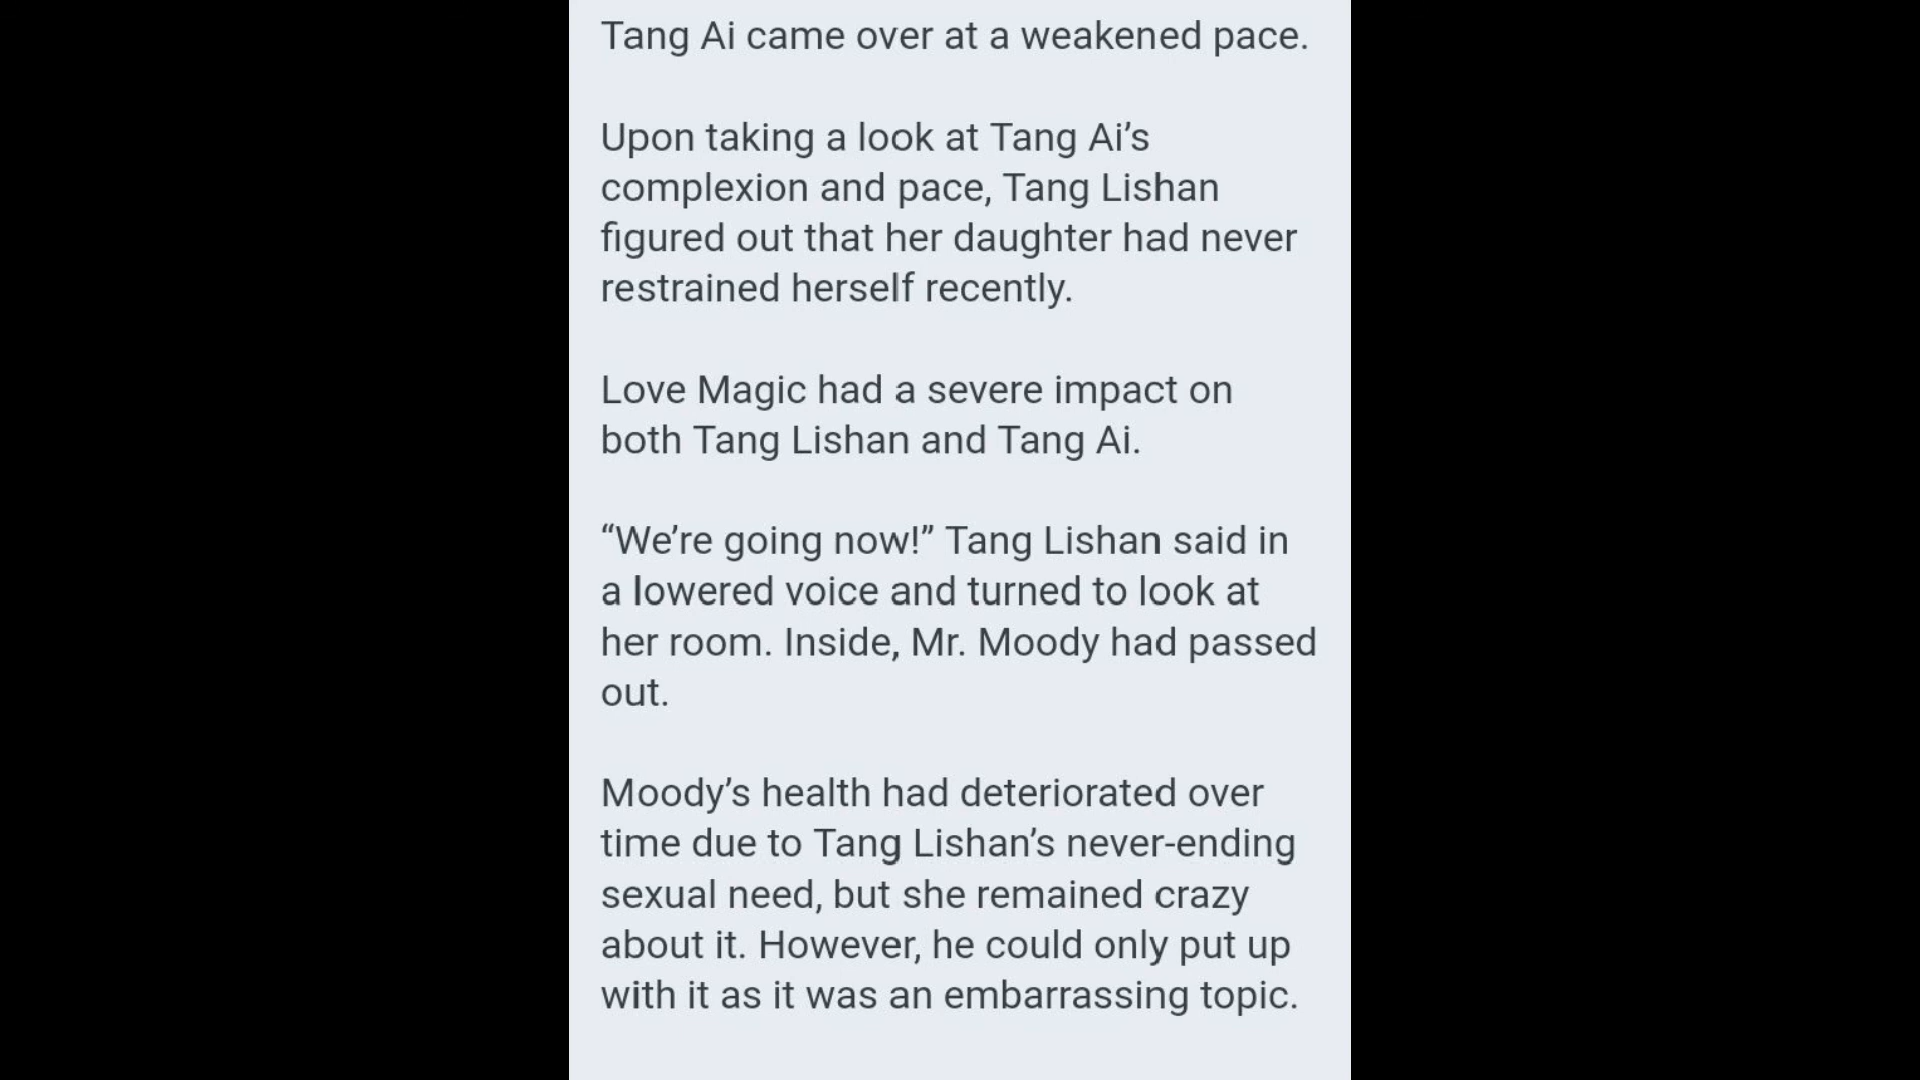 Tang Ai came over at a weakened pace.
Upon taking a look at Tang Ai’s
complexion and pace, Tang Lishan
figured out that her daughter had never
restrained herself recently.
Love Magic had a severe impact on
both Tang Lishan and Tang Ai.
“We’re going now!” Tang Lishan said in
a lowered voice and turned to look at
her room. Inside, Mr. Moody had passed
out.
Moody’s health had deteriorated over
time due to Tang Lishan’s never-ending
sexual need, but she remained crazy
about it. However, he could only put up
with it as it was an embarrassing topic.